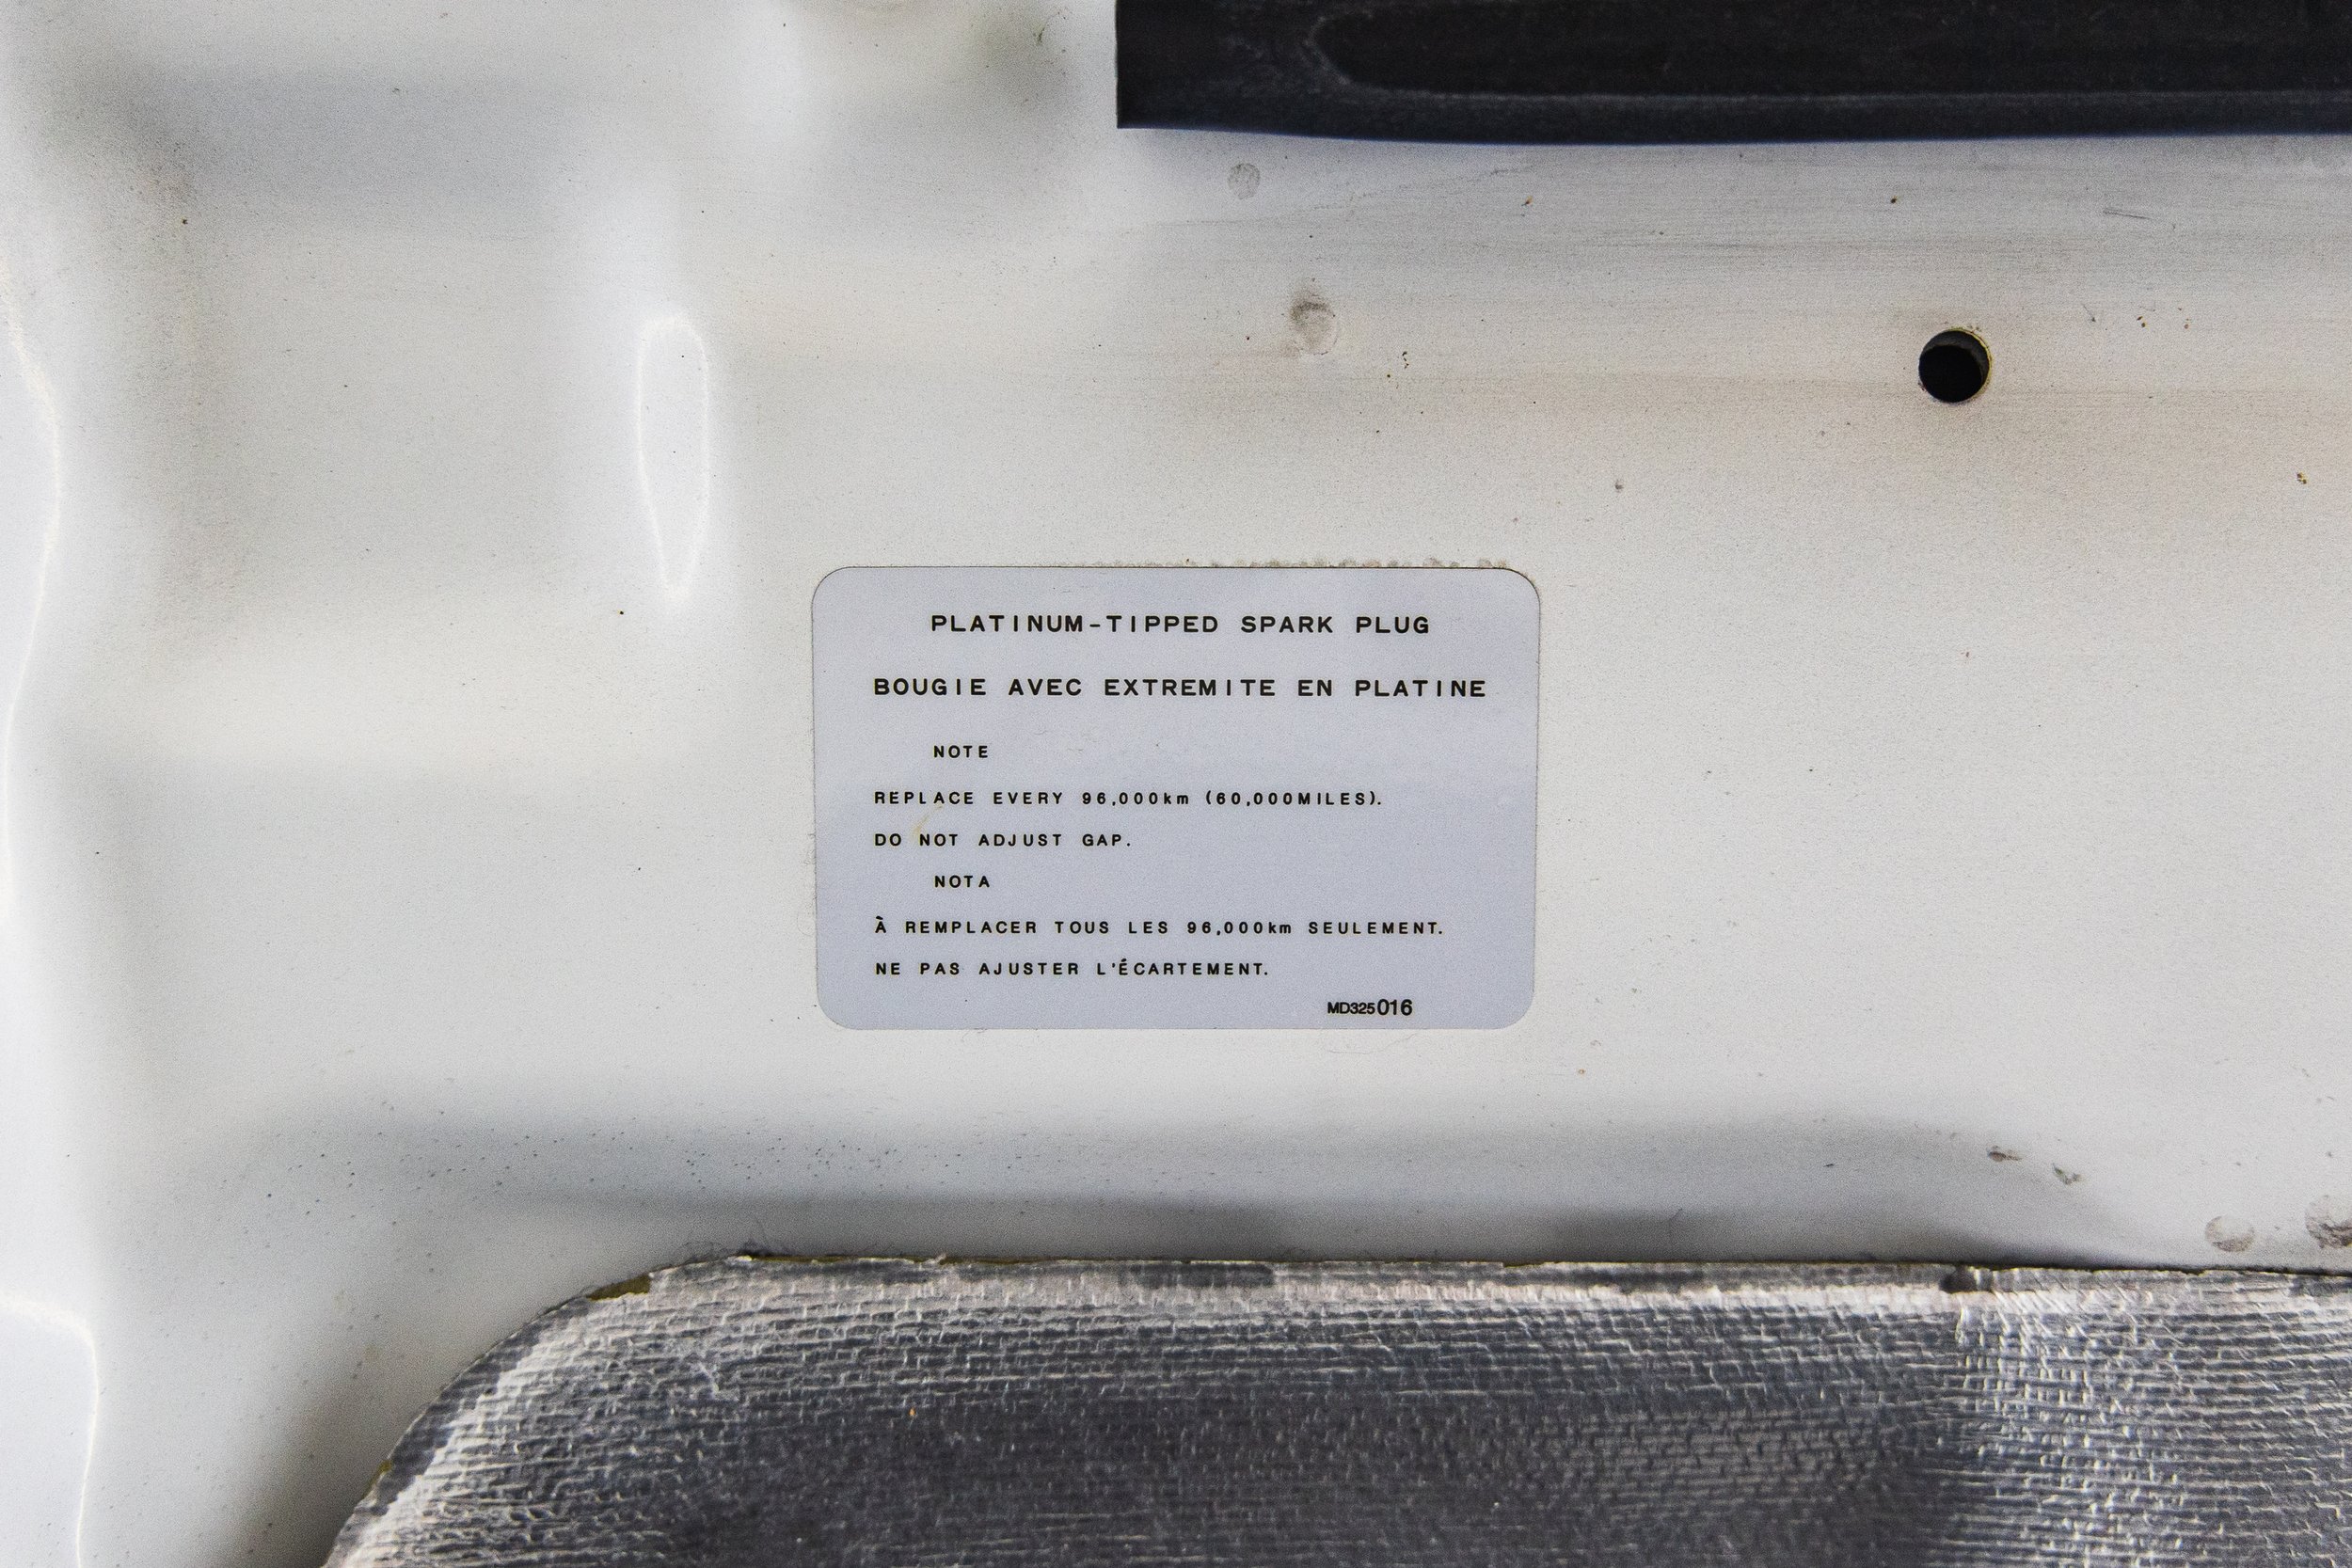 PLATINUM-TIPPED SPARK PLUG
BOUGIE AVEC EXTREMITE EN PLATINE
NOTE
REPLACE EVERY 96,000km (60,000MILES).
DO NOT ADJUST GAP.
NOTA
À REMPLACER TOUS LES 96,000km SEULEMENT.
NE PAS AJUSTER L'ÉCARTEMENT.
MD325016